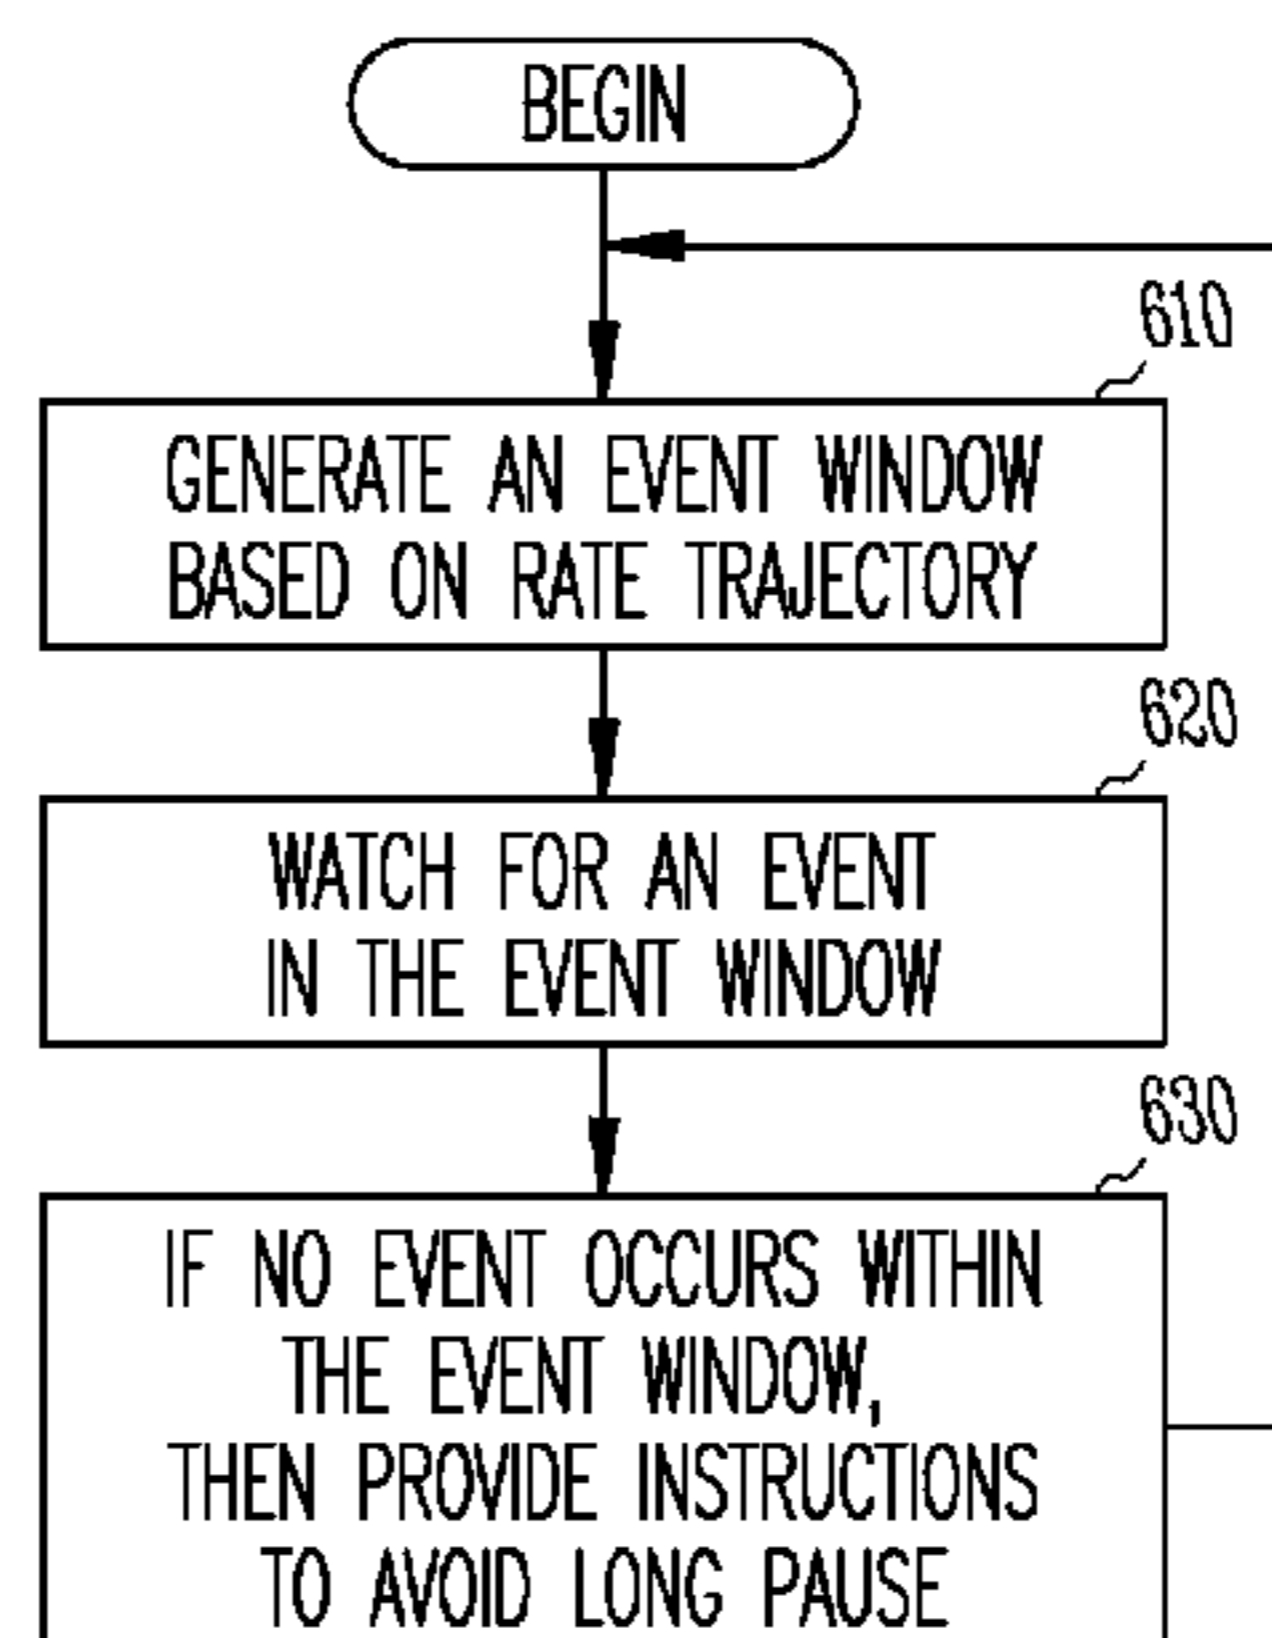 BEGIN
610
GENERATE AN EVENT WINDOW
BASED ON RATE TRAJECTORY
620
WATCH FOR AN EVENT
IN THE EVENT WINDOW
630
IF NO EVENT OCCURS WITHIN
THE EVENT WINDOW,
THEN PROVIDE INSTRUCTIONS
TO AVOID LONG PAUSE